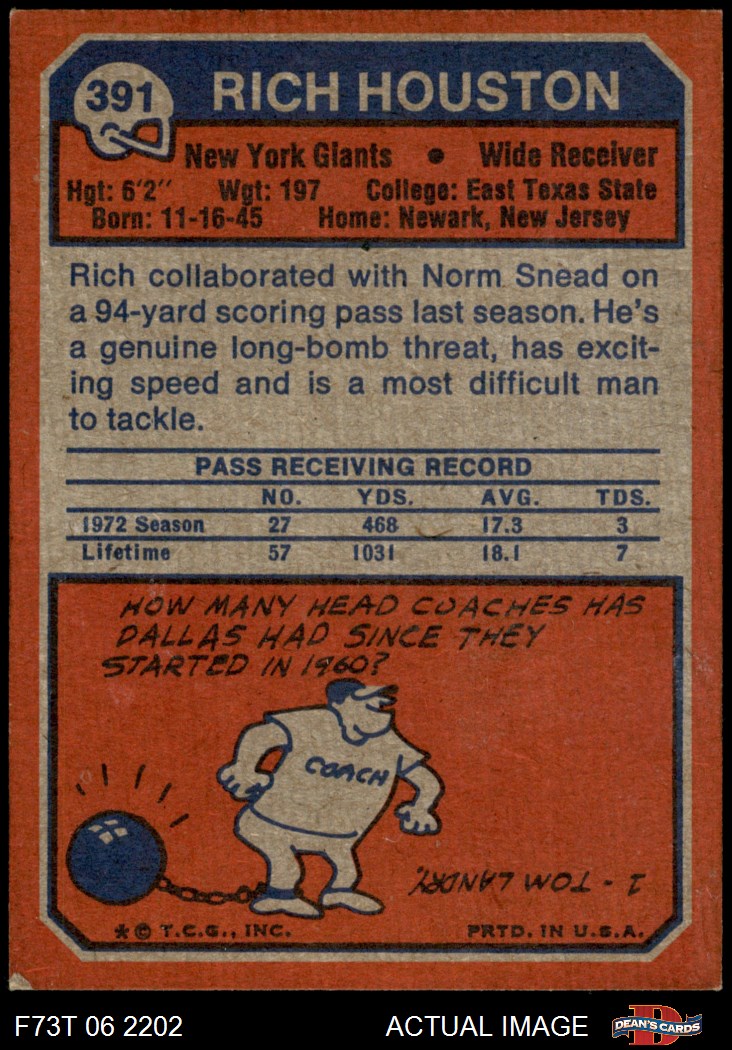 391
RICH HOUSTON
New York Giants • Wide Receiver
Hgt: 6'2" Wgt: 197 College: East Texas State
Born: 11-16-45 Home: Newark, New Jersey
Rich collaborated with Norm Snead on
a 94-yard scoring pass last season. He's
a genuine long-bomb threat, has excit-
ing speed and is a most difficult man
to tackle.
PASS RECEIVING RECORD
NO. YDS. AVG. TDS.
1972 Season 27 468 17.3 3
Lifetime 57 1031 18.1 7
HOW MANY HEAD COACHES HAS
DALLAS HAD SINCE THEY
STARTED IN 1960?
COACH
1 - TOM LANDRY.
* © T.C.G., INC. PRTD. IN U.S.A.
F73T 06 2202 ACTUAL IMAGE
D
DEAN'S CARDS